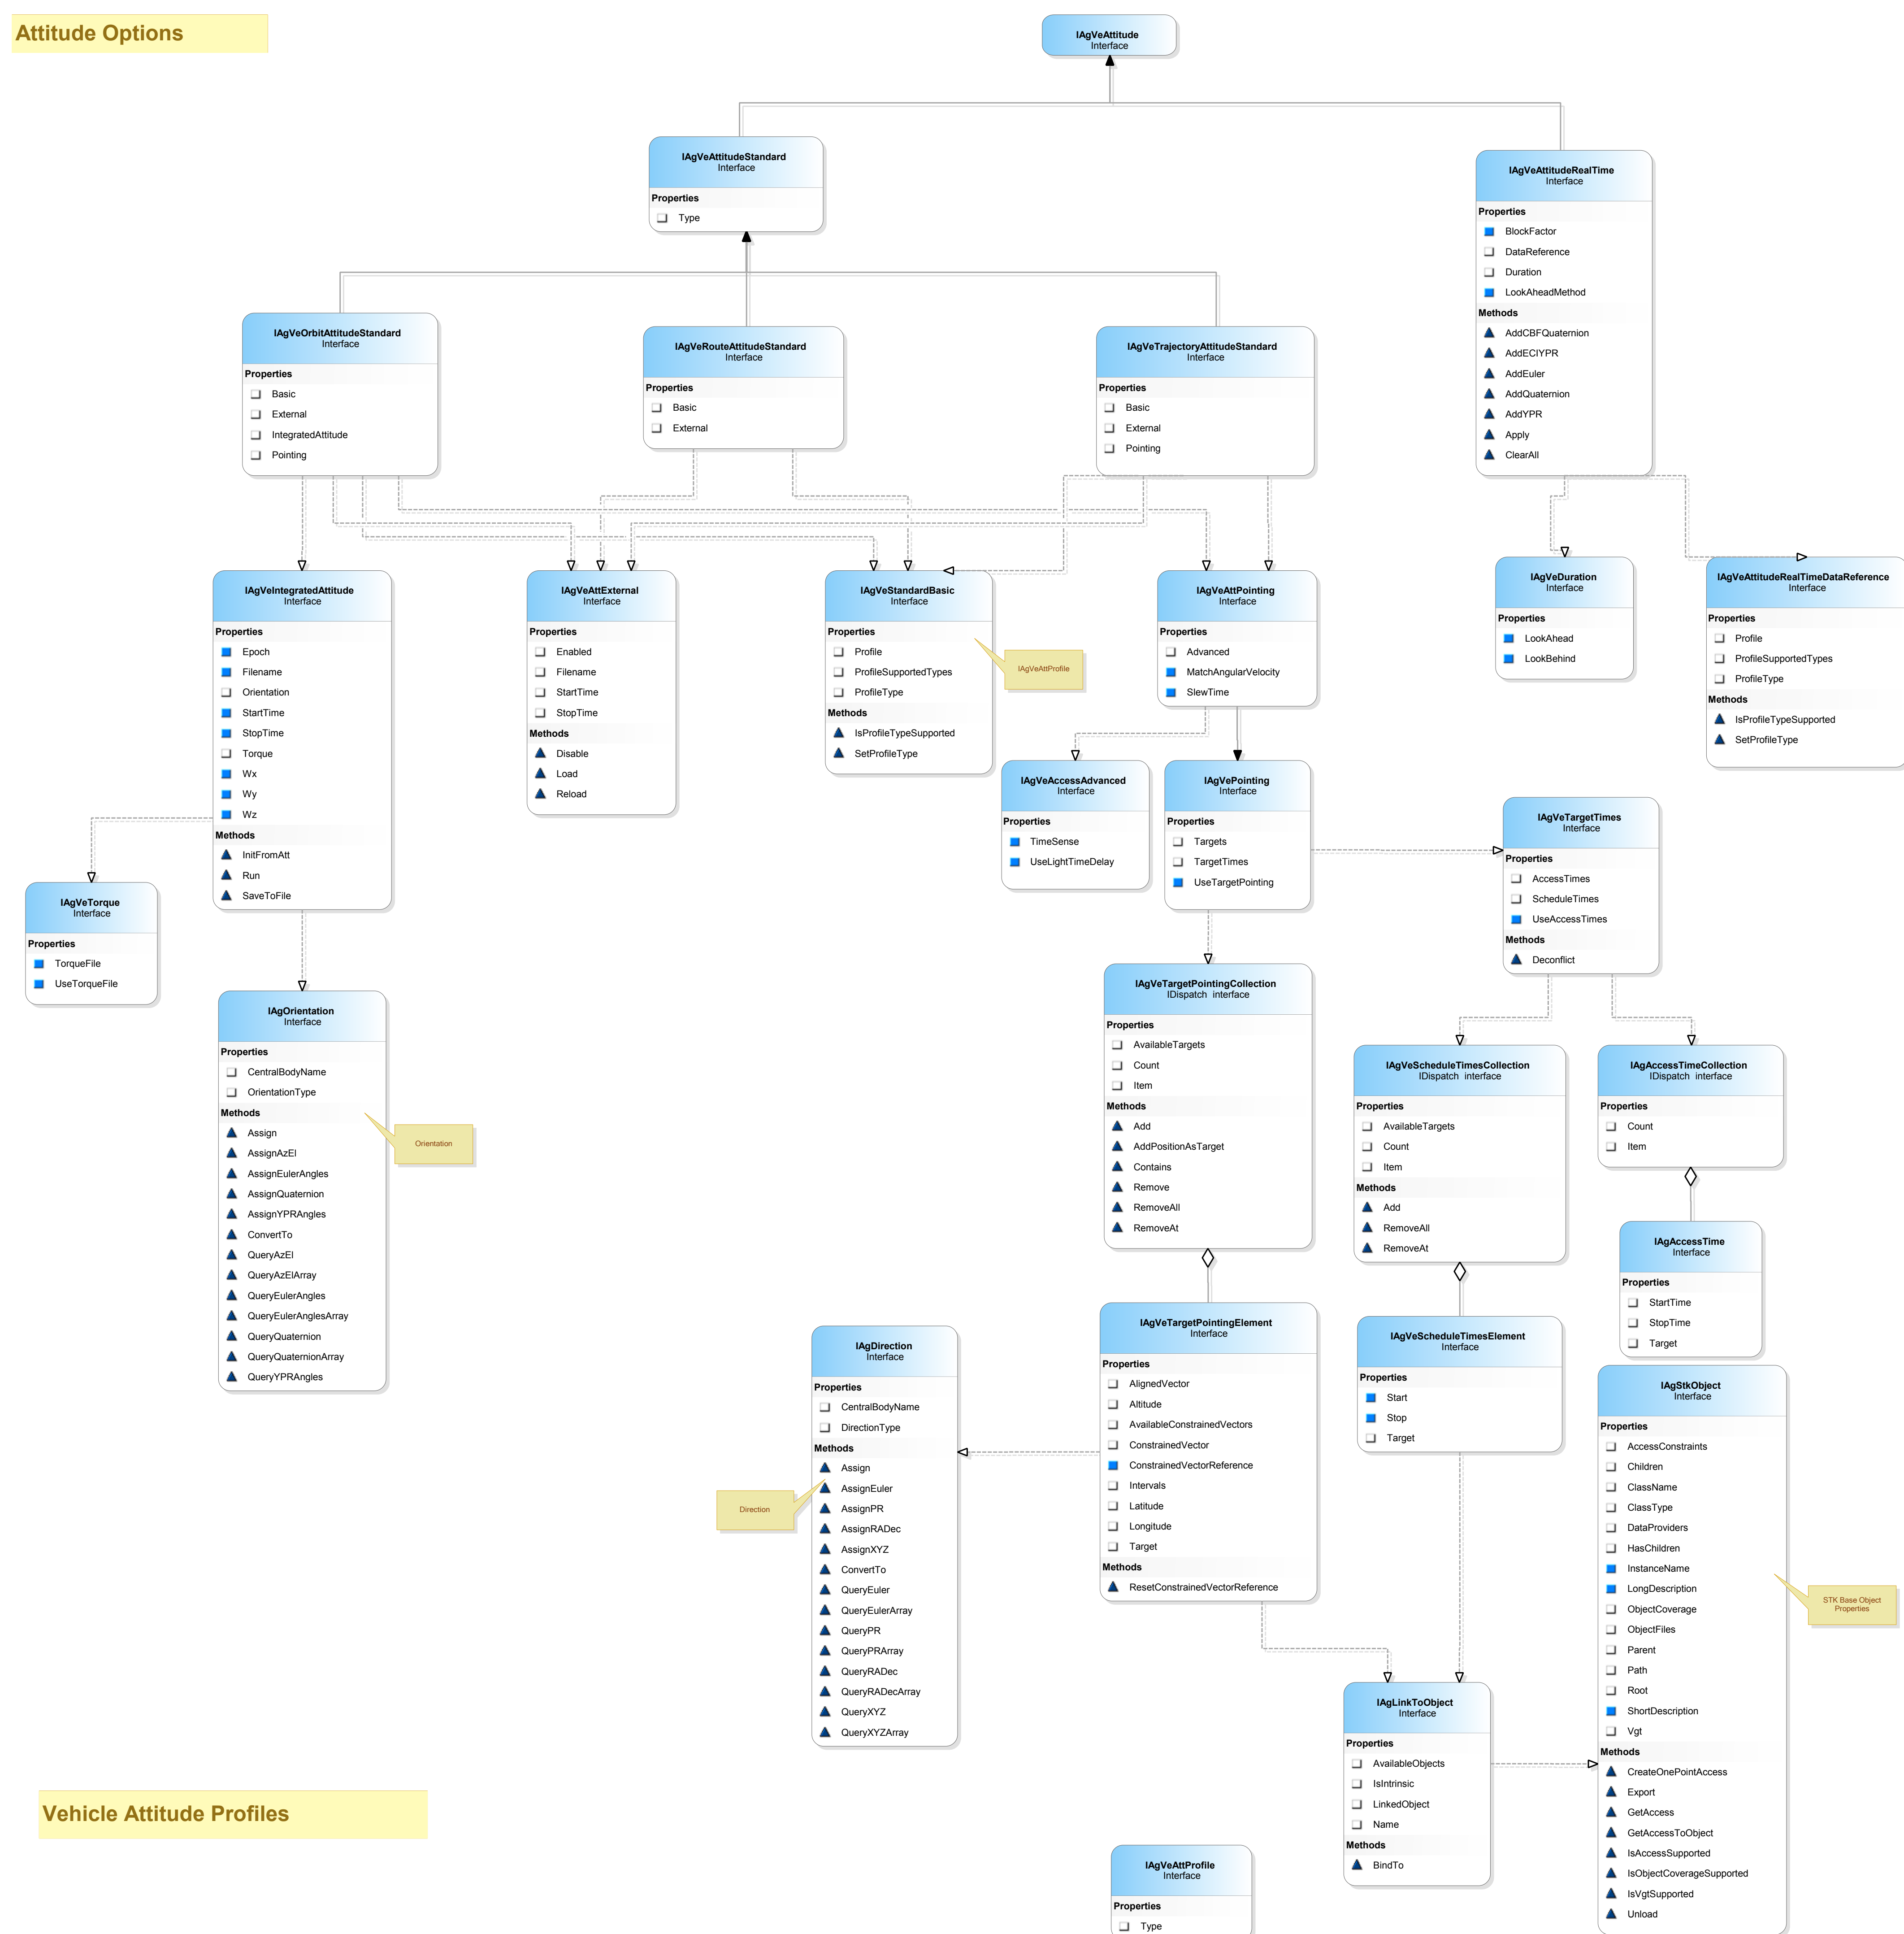 Attitude Options
IAgVeAttitude
Interface
IAgVeAttitudeStandard
Interface
Properties
Type
IAgVeAttitudeRealTime
Interface
Properties
BlockFactor
DataReference
Duration
LookAheadMethod
Methods
AddCBFQuaternion
AddECIYPR
AddEuler
AddQuaternion
AddYPR
Apply
ClearAll
IAgVeOrbitAttitudeStandard
Interface
Properties
Basic
External
IntegratedAttitude
Pointing
IAgVeRouteAttitudeStandard
Interface
Properties
Basic
External
IAgVeTrajectoryAttitudeStandard
Interface
Properties
Basic
External
Pointing
IAgVeIntegratedAttitude
Interface
Properties
Epoch
Filename
Orientation
StartTime
StopTime
Torque
Wx
Wy
Wz
Methods
InitFromAtt
Run
SaveToFile
IAgVeAttExternal
Interface
Properties
Enabled
Filename
StartTime
StopTime
Methods
Disable
Load
Reload
IAgVeStandardBasic
Interface
Properties
Profile
ProfileSupportedTypes
ProfileType
Methods
IsProfileTypeSupported
SetProfileType
IAgVeAttProfile
IAgVeAttPointing
Interface
Properties
Advanced
MatchAngularVelocity
SlewTime
IAgVeDuration
Interface
Properties
LookAhead
LookBehind
IAgVeAttitudeRealTimeDataReference
Interface
Properties
Profile
ProfileSupportedTypes
ProfileType
Methods
IsProfileTypeSupported
SetProfileType
IAgVeAccessAdvanced
Interface
Properties
TimeSense
UseLightTimeDelay
IAgVePointing
Interface
Properties
Targets
TargetTimes
UseTargetPointing
IAgVeTargetTimes
Interface
Properties
AccessTimes
ScheduleTimes
UseAccessTimes
Methods
Deconflict
IAgVeTorque
Interface
Properties
TorqueFile
UseTorqueFile
IAgOrientation
Interface
Properties
CentralBodyName
OrientationType
Methods
Assign
AssignAzEl
AssignEulerAngles
AssignQuaternion
AssignYPRAngles
ConvertTo
QueryAzEl
QueryAzElArray
QueryEulerAngles
QueryEulerAnglesArray
QueryQuaternion
QueryQuaternionArray
QueryYPRAngles
Orientation
IAgVeTargetPointingCollection
IDispatch interface
Properties
AvailableTargets
Count
Item
Methods
Add
AddPositionAsTarget
Contains
Remove
RemoveAll
RemoveAt
IAgVeScheduleTimesCollection
IDispatch interface
Properties
AvailableTargets
Count
Item
Methods
Add
RemoveAll
RemoveAt
IAgAccessTimeCollection
IDispatch interface
Properties
Count
Item
IAgAccessTime
Interface
Properties
StartTime
StopTime
Target
IAgDirection
Interface
Properties
CentralBodyName
DirectionType
Methods
Assign
AssignEuler
AssignPR
AssignRADec
AssignXYZ
ConvertTo
QueryEuler
QueryEulerArray
QueryPR
QueryPRArray
QueryRADec
QueryRADecArray
QueryXYZ
QueryXYZArray
Direction
IAgVeTargetPointingElement
Interface
Properties
AlignedVector
Altitude
AvailableConstrainedVectors
ConstrainedVector
ConstrainedVectorReference
Intervals
Latitude
Longitude
Target
Methods
ResetConstrainedVectorReference
IAgVeScheduleTimesElement
Interface
Properties
Start
Stop
Target
IAgStkObject
Interface
Properties
AccessConstraints
Children
ClassName
ClassType
DataProviders
HasChildren
InstanceName
LongDescription
ObjectCoverage
ObjectFiles
Parent
Path
Root
ShortDescription
Vgt
Methods
CreateOnePointAccess
Export
GetAccess
GetAccessToObject
IsAccessSupported
IsObjectCoverageSupported
IsVgtSupported
Unload
STK Base Object
Properties
IAgLinkToObject
Interface
Properties
AvailableObjects
IsIntrinsic
LinkedObject
Name
Methods
BindTo
Vehicle Attitude Profiles
IAgVeAttProfile
Interface
Properties
Type